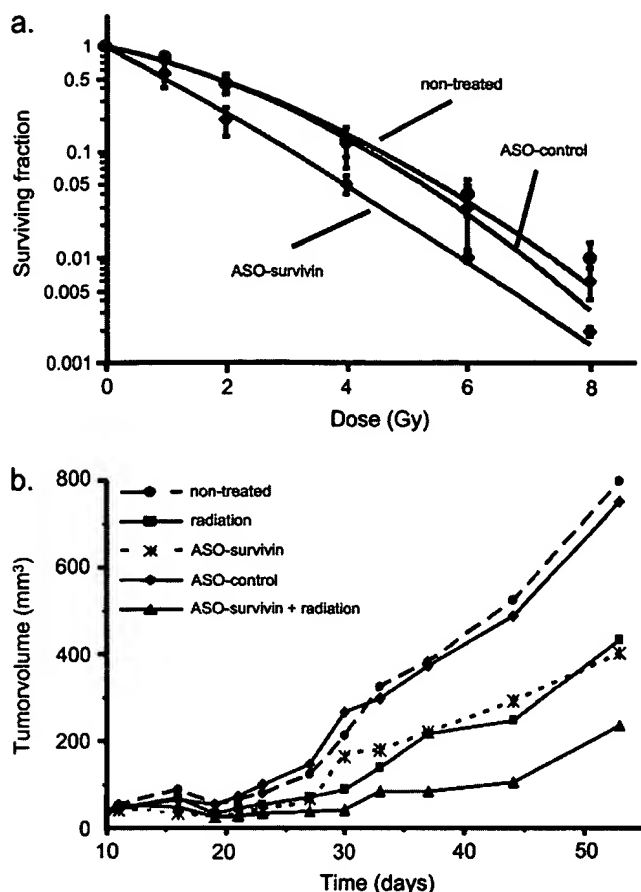 a.
1
0.5
0.1
0.05
0.01
0.005
0.001
Surviving fraction
non-treated
ASO-control
ASO-survivin
0 2 4 6 8
Dose (Gy)
b.
800
600
400
200
0
Tumorvolume (mm³)
non-treated
radiation
ASO-survivin
ASO-control
ASO-survivin + radiation
10 20 30 40 50
Time (days)